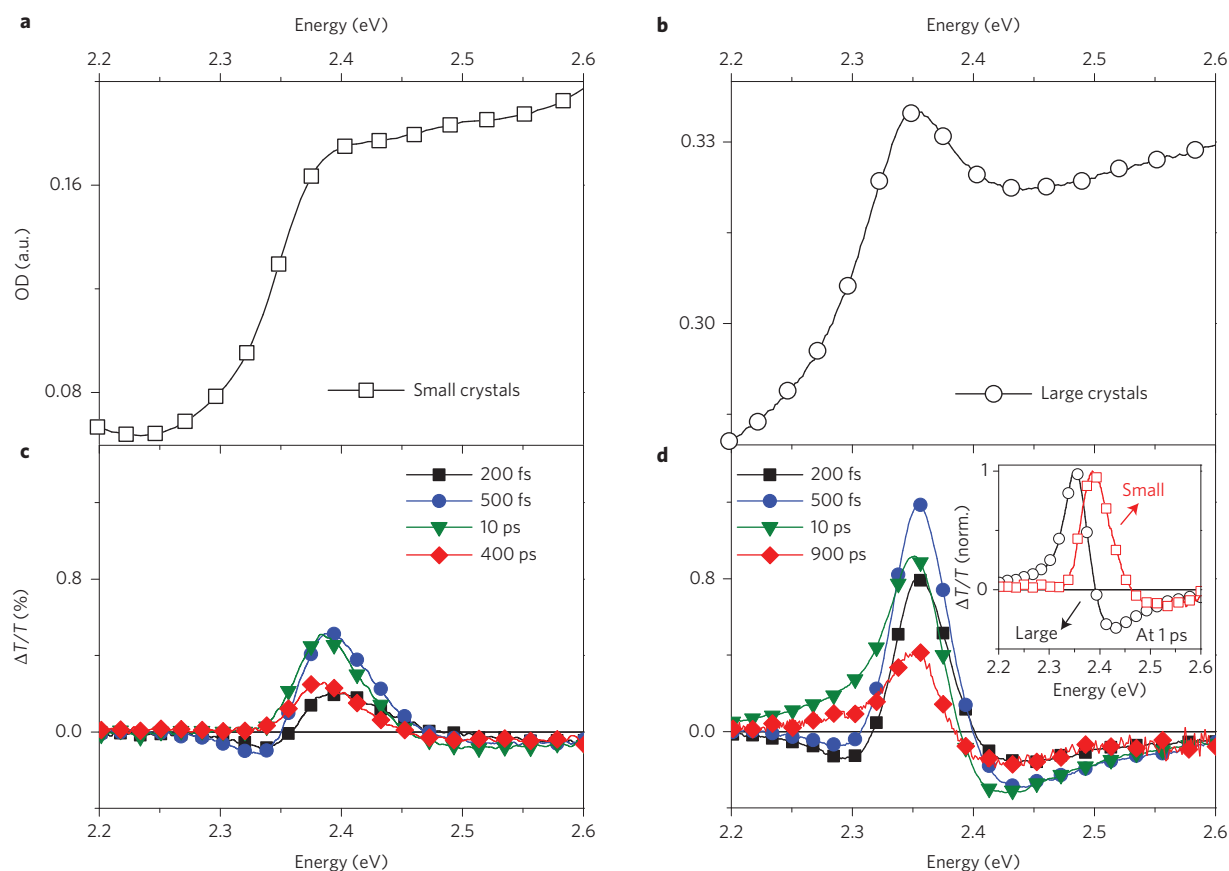 a
Energy (eV)
2.2 2.3 2.4 2.5 2.6
OD (a.u.)
0.16
0.08
Small crystals
b
Energy (eV)
2.2 2.3 2.4 2.5 2.6
0.33
0.30
Large crystals
c
200 fs
500 fs
10 ps
400 ps
ΔT/T (%)
0.8
0.0
2.2 2.3 2.4 2.5 2.6
Energy (eV)
d
200 fs
500 fs
10 ps
900 ps
0.8
0.0
2.2 2.3 2.4 2.5 2.6
Energy (eV)
ΔT/T (norm.)
1
0
Small
Large
At 1 ps
2.2 2.3 2.4 2.5 2.6
Energy (eV)